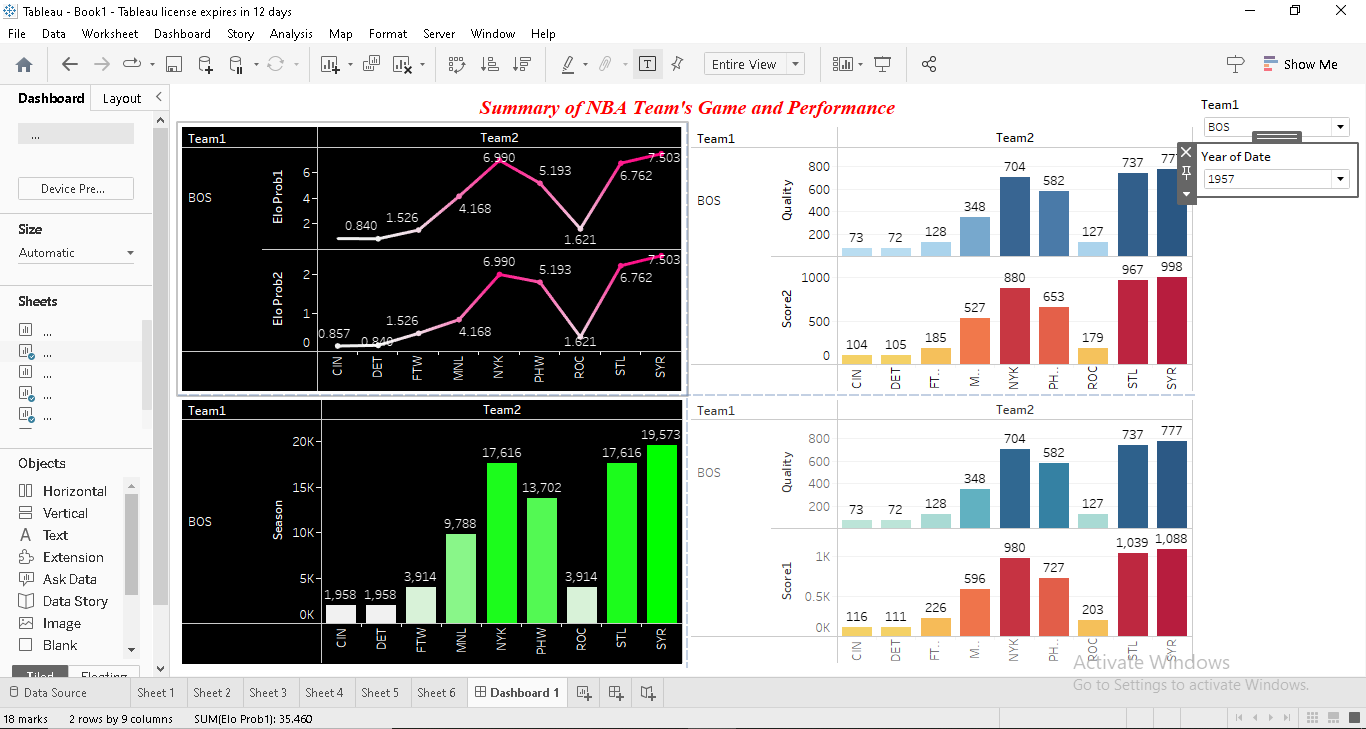 Tableau - Book1 - Tableau license expires in 12 days
File Data Worksheet Dashboard Story Analysis Map Format Server Window Help
Entire View
Show Me
Dashboard Layout
...
Device Pre...
Size
Automatic
Sheets
...
...
...
...
...
Objects
Horizontal
Vertical
Text
Extension
Ask Data
Data Story
Image
Blank
Tiled Floating
Summary of NBA Team's Game and Performance
Team1
BOS
Year of Date
1957
Team1 Team2
BOS
Elo Prob1
6
4
2
0.840 1.526 4.168 6.990 5.193 1.621 6.762 7.503
Elo Prob2
2
1
0
0.857 0.840 1.526 4.168 6.990 5.193 1.621 6.762 7.503
CIN DET FTW MNL NYK PHW ROC STL SYR
Team1 Team2
BOS
Quality
800
600
400
200
73 72 128 348 704 582 127 737 77
Score2
1000
500
0
104 105 185 527 880 653 179 967 998
CIN DET FT.. M.. NYK PH.. ROC STL SYR
Team1 Team2
BOS
Season
20K
15K
10K
5K
0K
1,958 1,958 3,914 9,788 17,616 13,702 3,914 17,616 19,573
CIN DET FTW MNL NYK PHW ROC STL SYR
Team1 Team2
BOS
Quality
800
600
400
200
73 72 128 348 704 582 127 737 777
Score1
1K
0.5K
0K
116 111 226 596 980 727 203 1,039 1,088
CIN DET FT.. M.. NYK PH.. ROC STL SYR
Activate Windows
Go to Settings to activate Windows.
Data Source Sheet 1 Sheet 2 Sheet 3 Sheet 4 Sheet 5 Sheet 6 Dashboard 1
18 marks 2 rows by 9 columns SUM(Elo Prob1): 35.460